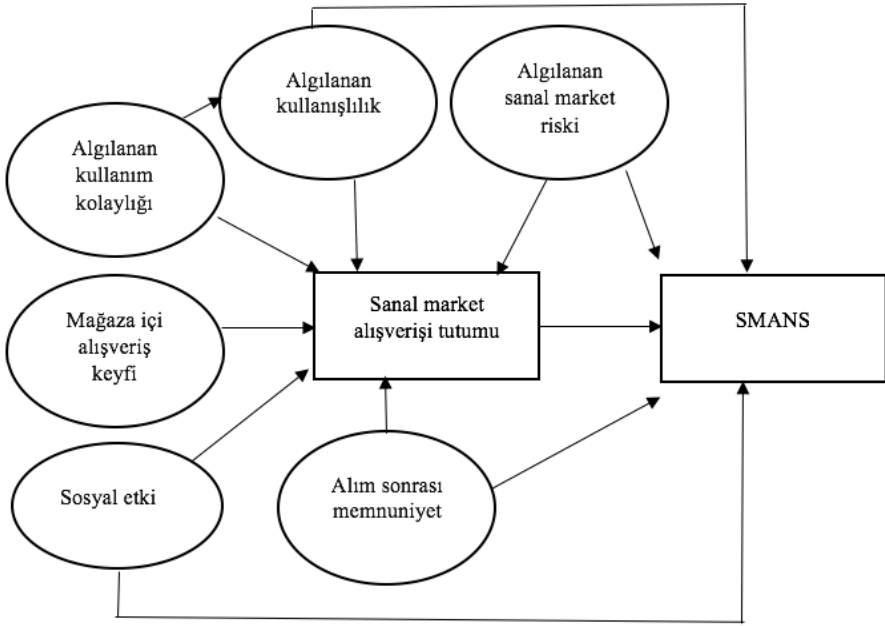 Algılanan
kullanışlılık
Algılanan
sanal market
riski
Algılanan
kullanım
kolaylığı
Mağaza içi
alışveriş
keyfi
Sanal market
alışverişi tutumu
SMANS
Sosyal etki
Alım sonrası
memnuniyet